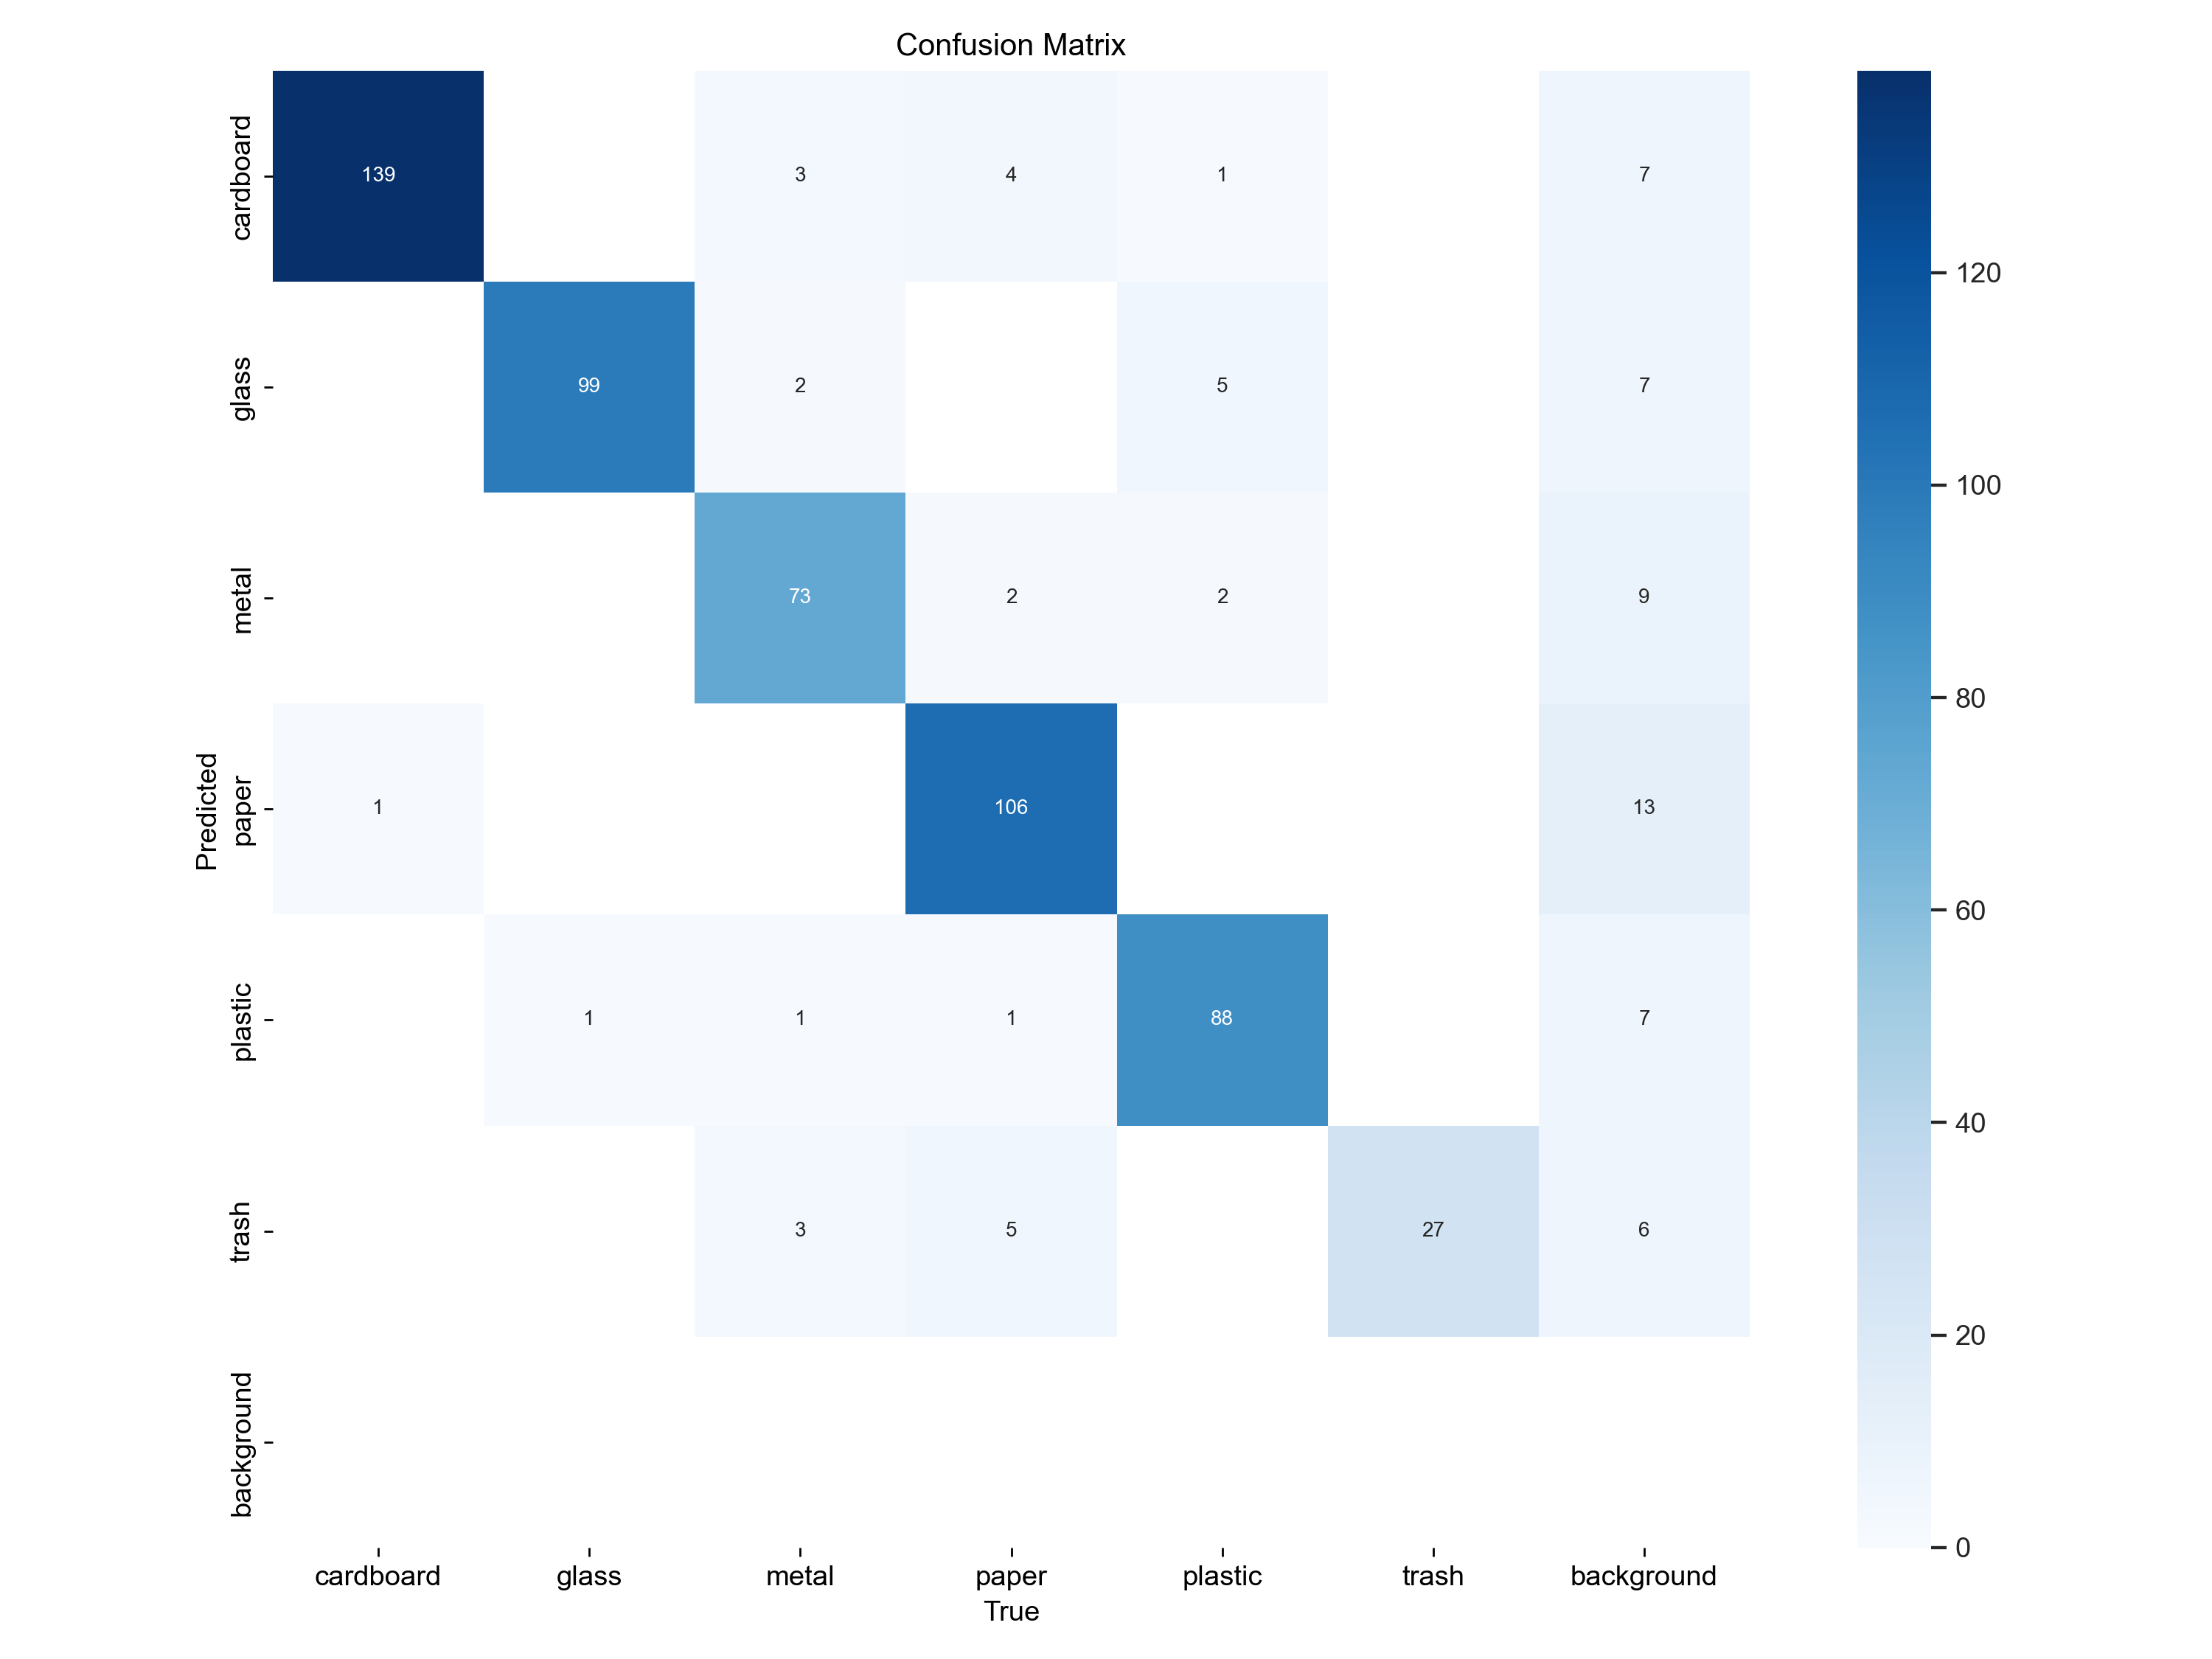 Confusion Matrix
cardboard
139
3
4
1
7
glass
99
2
5
7
metal
73
2
2
9
Predicted
paper
1
106
13
plastic
1
1
1
88
7
trash
3
5
27
6
background
cardboard
glass
metal
paper
plastic
trash
background
True
120
100
80
60
40
20
0